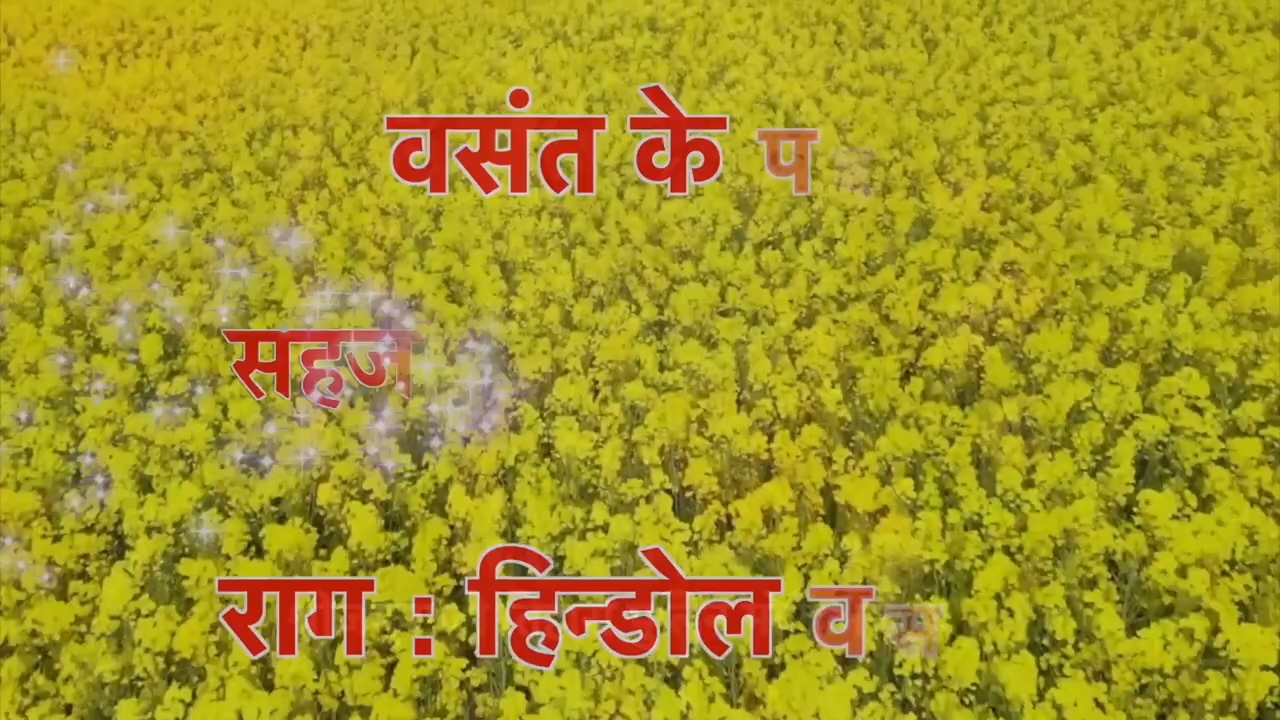 वसंत के
सहज
राग : हिन्डोल